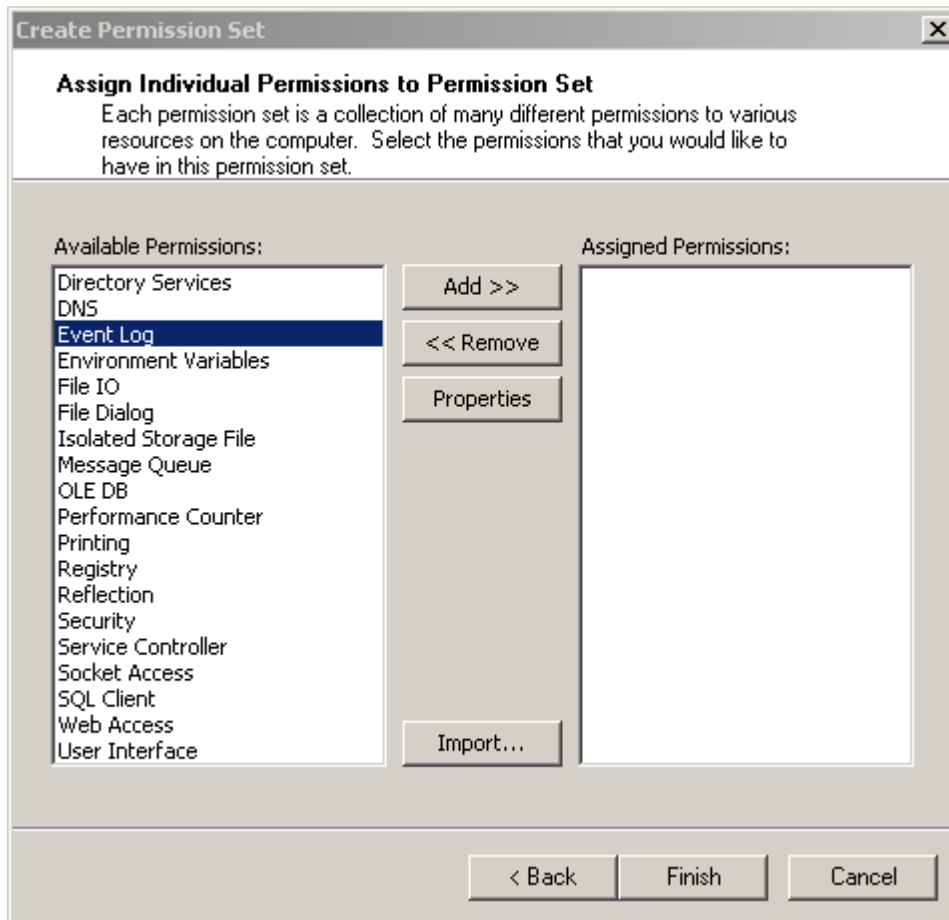 Create Permission Set
Assign Individual Permissions to Permission Set
Each permission set is a collection of many different permissions to various
resources on the computer.  Select the permissions that you would like to
have in this permission set.
Available Permissions:
Directory Services
DNS
Event Log
Environment Variables
File IO
File Dialog
Isolated Storage File
Message Queue
OLE DB
Performance Counter
Printing
Registry
Reflection
Security
Service Controller
Socket Access
SQL Client
Web Access
User Interface
Add >>
<< Remove
Properties
Import...
Assigned Permissions:
< Back
Finish
Cancel